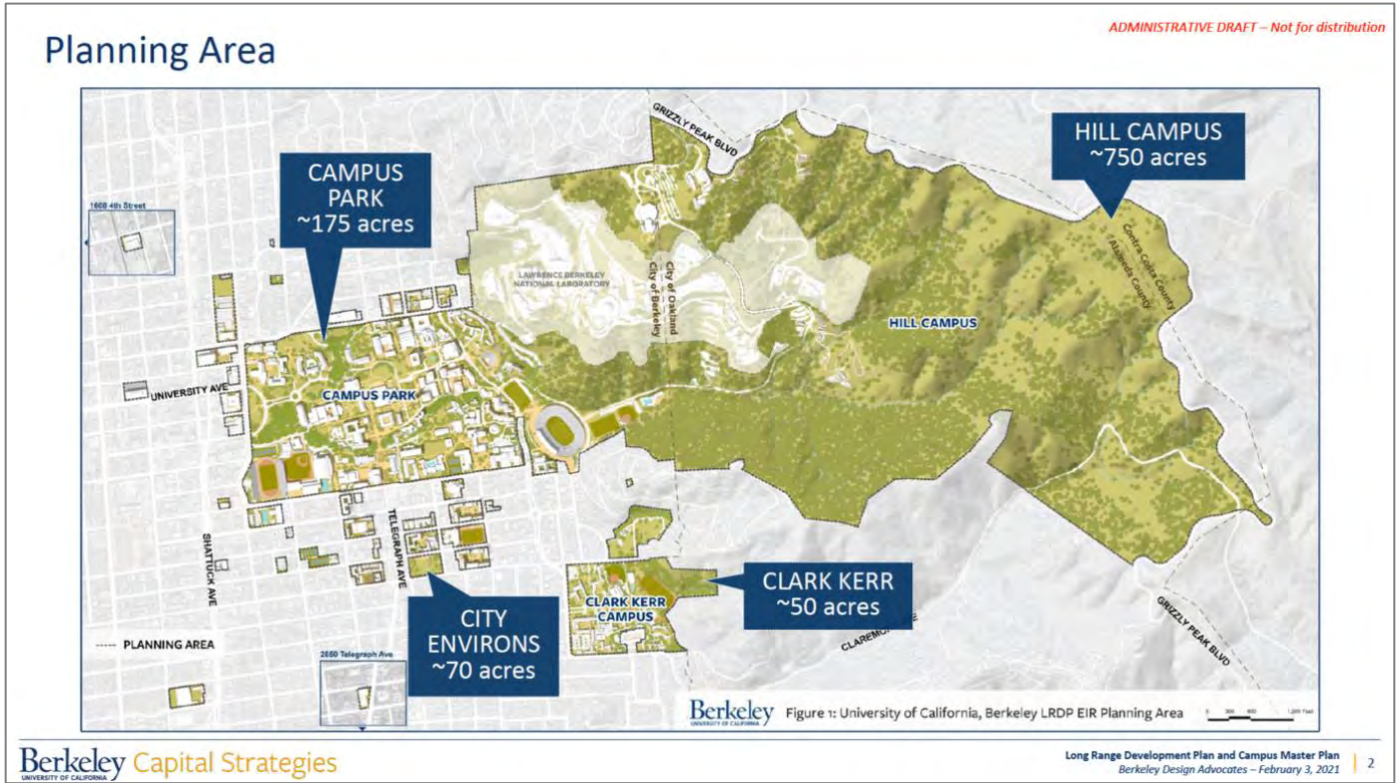 ADMINISTRATIVE DRAFT – Not for distribution
Planning Area
GRIZZLY PEAK BLVD
HILL CAMPUS
~750 acres
CAMPUS
PARK
~175 acres
1608 4th Street
Contra Costa County
Alameda County
LAWRENCE BERKELEY
NATIONAL LABORATORY
City of Oakland
City of Berkeley
HILL CAMPUS
UNIVERSITY AVE
CAMPUS PARK
SHATTUCK AVE
TELEGRAPH AVE
CLARK KERR
~50 acres
CLARK KERR
CAMPUS
CITY
ENVIRONS
~70 acres
GRIZZLY PEAK BLVD
---- PLANNING AREA
Berkeley
UNIVERSITY OF CALIFORNIA
Figure 1: University of California, Berkeley LRDP EIR Planning Area
Berkeley Capital Strategies
UNIVERSITY OF CALIFORNIA
Long Range Development Plan and Campus Master Plan
Berkeley Design Advocates – February 3, 2021
2